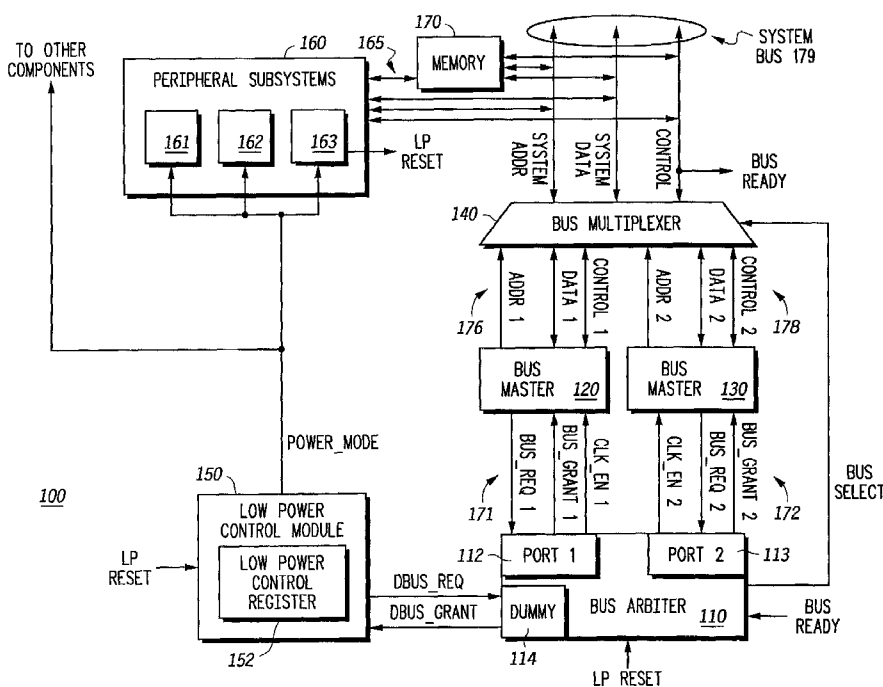 TO OTHER
COMPONENTS
160
PERIPHERAL SUBSYSTEMS
161
162
163
165
170
MEMORY
SYSTEM
BUS 179
LP
RESET
SYSTEM
ADDR
SYSTEM
DATA
CONTROL
BUS
READY
140
BUS MULTIPLEXER
176
ADDR 1
DATA 1
CONTROL 1
ADDR 2
DATA 2
CONTROL 2
178
BUS
MASTER 120
BUS
MASTER 130
POWER_MODE
171
BUS_REQ 1
BUS_GRANT 1
CLK_EN 1
CLK_EN 2
BUS_REQ 2
BUS_GRANT 2
172
BUS
SELECT
100
150
LOW POWER
CONTROL MODULE
LP
RESET
LOW POWER
CONTROL
REGISTER
152
DBUS_REQ
DBUS_GRANT
112
PORT 1
PORT 2
113
DUMMY
114
BUS ARBITER 110
BUS
READY
LP RESET